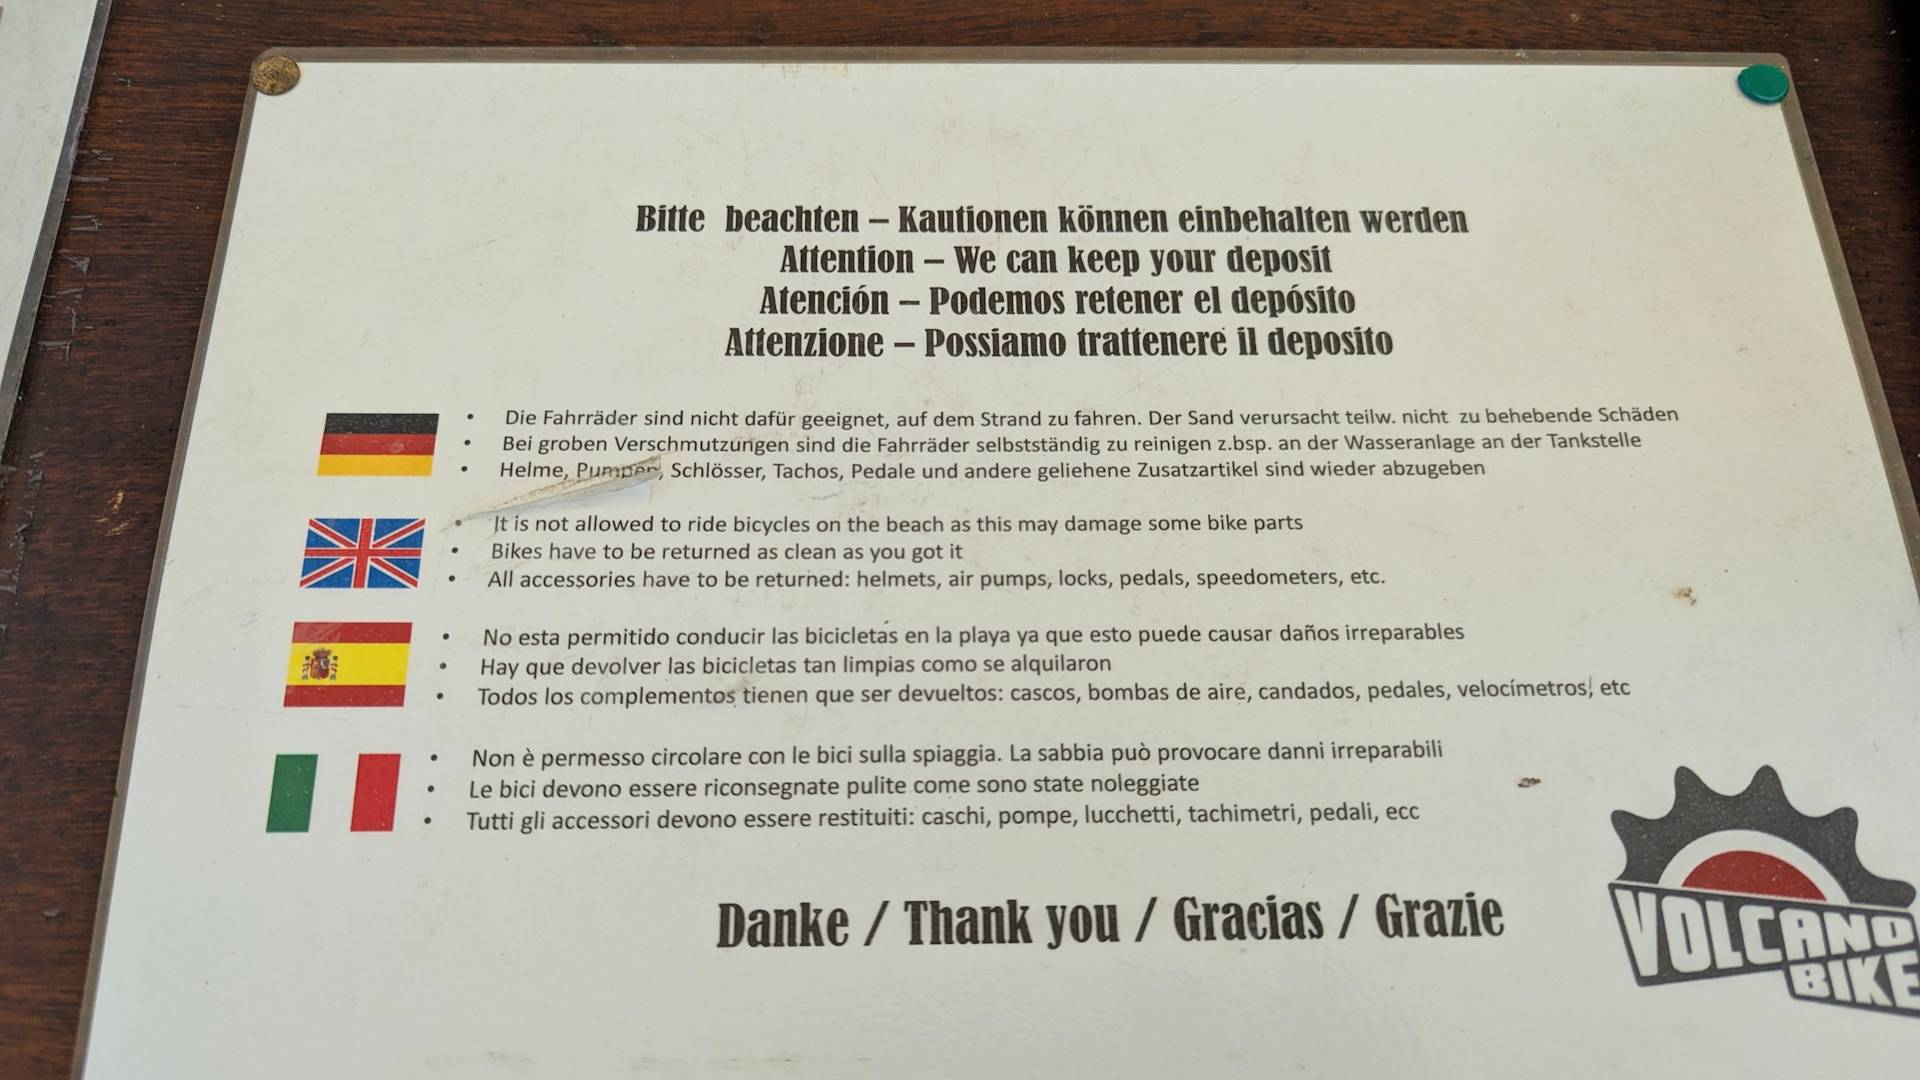 Bitte beachten – Kautionen können einbehalten werden
Attention – We can keep your deposit
Atención – Podemos retener el depósito
Attenzione – Possiamo trattenere il deposito
• Die Fahrräder sind nicht dafür geeignet, auf dem Strand zu fahren. Der Sand verursacht teilw. nicht zu behebende Schäden
• Bei groben Verschmutzungen sind die Fahrräder selbstständig zu reinigen z.bsp. an der Wasseranlage an der Tankstelle
• Helme, Pumpen, Schlösser, Tachos, Pedale und andere geliehene Zusatzartikel sind wieder abzugeben
• It is not allowed to ride bicycles on the beach as this may damage some bike parts
• Bikes have to be returned as clean as you got it
• All accessories have to be returned: helmets, air pumps, locks, pedals, speedometers, etc.
• No esta permitido conducir las bicicletas en la playa ya que esto puede causar daños irreparables
• Hay que devolver las bicicletas tan limpias como se alquilaron
• Todos los complementos tienen que ser devueltos: cascos, bombas de aire, candados, pedales, velocímetros, etc
• Non è permesso circolare con le bici sulla spiaggia. La sabbia può provocare danni irreparabili
• Le bici devono essere riconsegnate pulite come sono state noleggiate
• Tutti gli accessori devono essere restituiti: caschi, pompe, lucchetti, tachimetri, pedali, ecc
Danke / Thank you / Gracias / Grazie
VOLCANO
BIKE